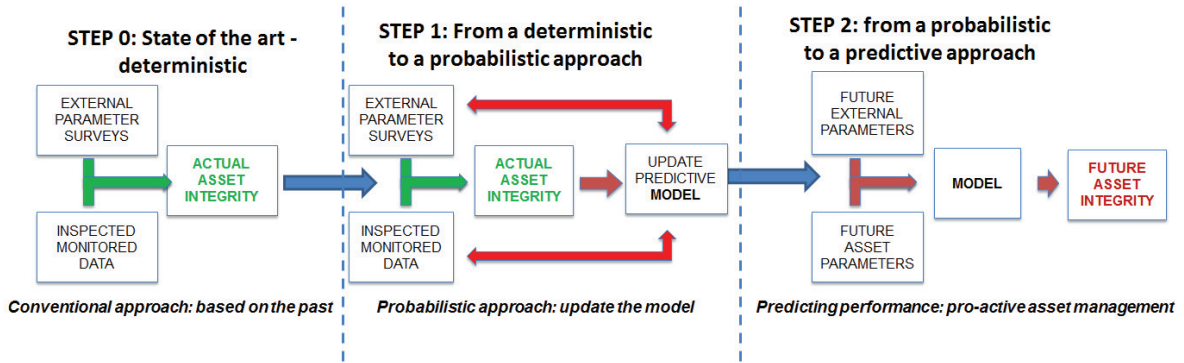 STEP 0: State of the art -
deterministic
EXTERNAL
PARAMETER
SURVEYS
ACTUAL
ASSET
INTEGRITY
INSPECTED
MONITORED
DATA
Conventional approach: based on the past
STEP 1: From a deterministic
to a probabilistic approach
EXTERNAL
PARAMETER
SURVEYS
ACTUAL
ASSET
INTEGRITY
UPDATE
PREDICTIVE
MODEL
INSPECTED
MONITORED
DATA
Probabilistic approach: update the model
STEP 2: from a probabilistic
to a predictive approach
FUTURE
EXTERNAL
PARAMETERS
MODEL
FUTURE
ASSET
INTEGRITY
FUTURE
ASSET
PARAMETERS
Predicting performance: pro-active asset management